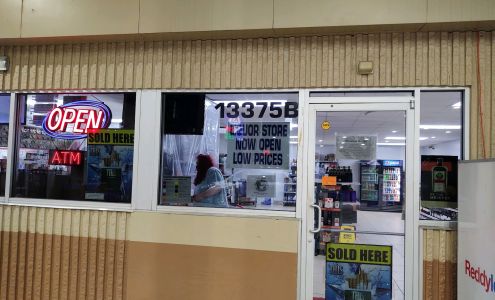 13375B
LIQUOR STORE
NOW OPEN
LOW PRICES
OPEN
ATM
SOLD HERE
SOLD HERE
Reddy